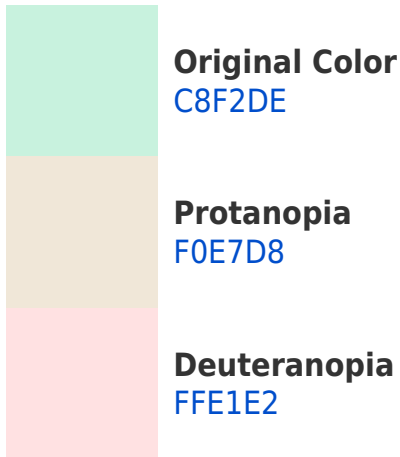 Original Color
C8F2DE
Protanopia
F0E7D8
Deuteranopia
FFE1E2